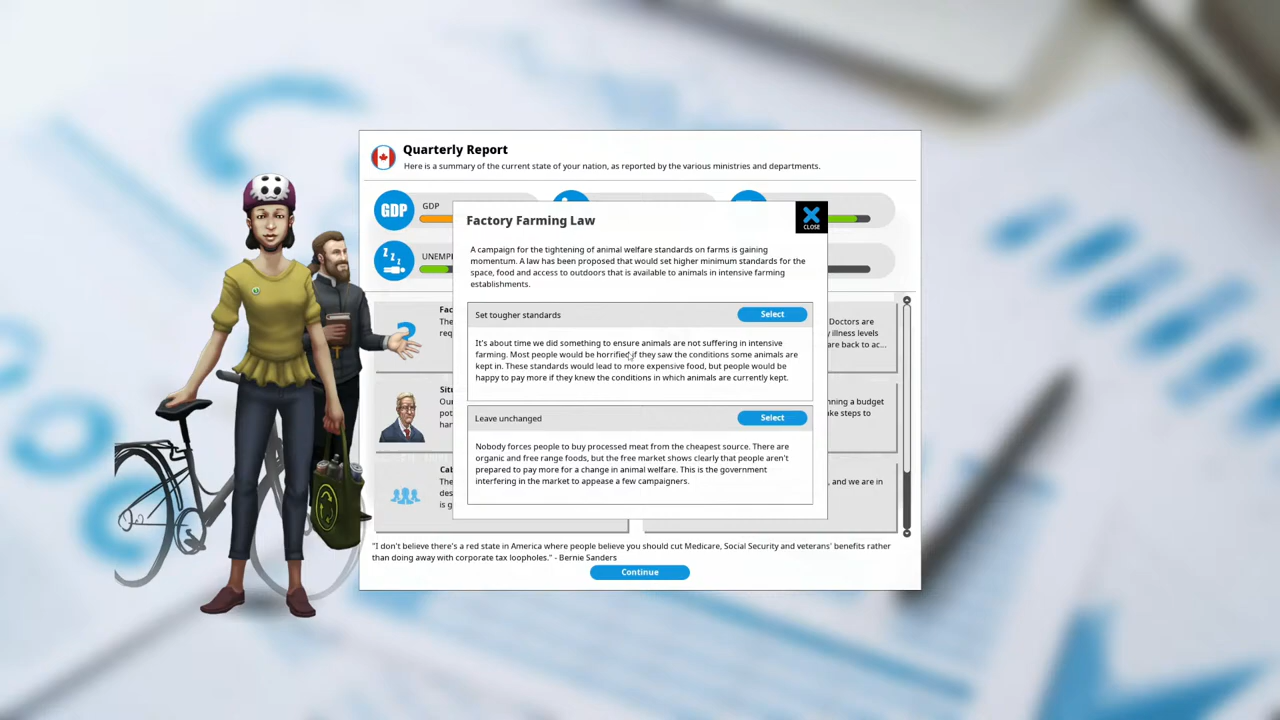 Quarterly Report
Here is a summary of the current state of your nation, as reported by the various ministries and departments.
GDP
GDP
Factory Farming Law
CLOSE
A campaign for the tightening of animal welfare standards on farms is gaining
momentum. A law has been proposed that would set higher minimum standards for the
space, food and access to outdoors that is available to animals in intensive farming
establishments.
Set tougher standards
Select
It's about time we did something to ensure animals are not suffering in intensive
farming. Most people would be horrified if they saw the conditions some animals are
kept in. These standards would lead to more expensive food, but people would be
happy to pay more if they knew the conditions in which animals are currently kept.
Leave unchanged
Select
Nobody forces people to buy processed meat from the cheapest source. There are
organic and free range foods, but the free market shows clearly that people aren't
prepared to pay more for a change in animal welfare. This is the government
interfering in the market to appease a few campaigners.
Doctors are
illness levels
are back to ac...
a budget
steps to
and we are in
"I don't believe there's a red state in America where people believe you should cut Medicare, Social Security and veterans' benefits rather
than doing away with corporate tax loopholes." - Bernie Sanders
Continue